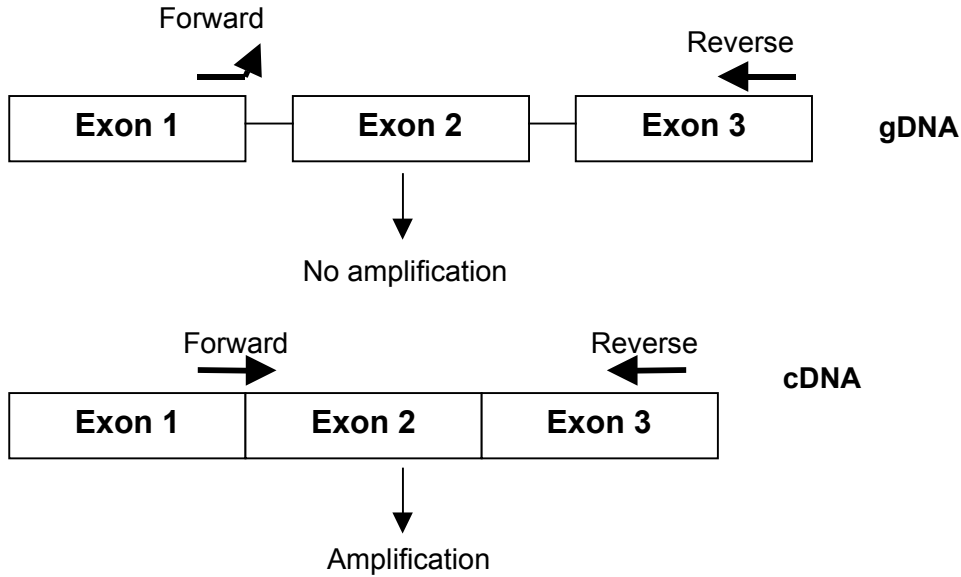 Forward
Reverse
Exon 1 Exon 2 Exon 3
gDNA
No amplification
Forward Reverse
cDNA
Exon 1 Exon 2 Exon 3
Amplification